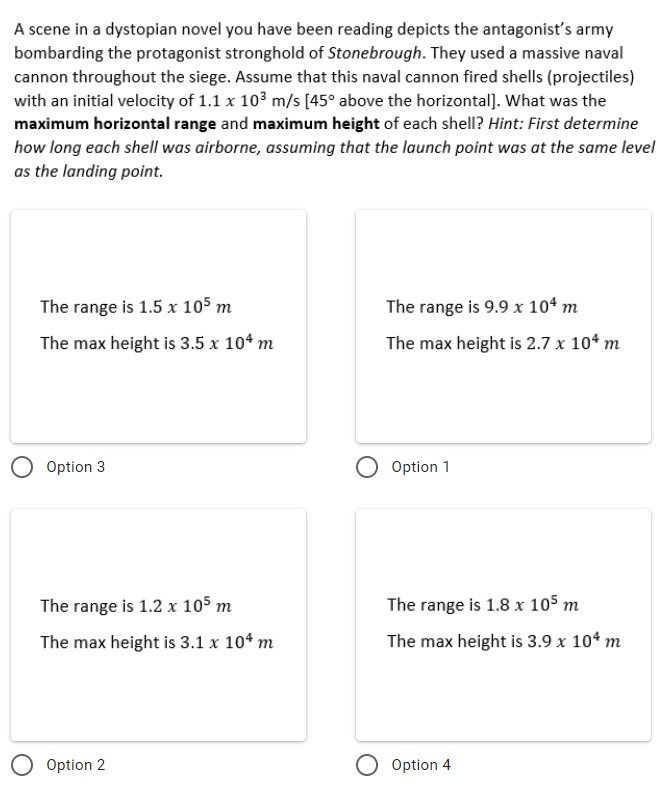 A scene in a dystopian novel you have been reading depicts the antagonist's army
bombarding the protagonist stronghold of Stonebrough. They used a massive naval
cannon throughout the siege. Assume that this naval cannon fired shells (projectiles)
with an initial velocity of 1.1 x 10³ m/s [45° above the horizontal]. What was the
maximum horizontal range and maximum height of each shell? Hint: First determine
how long each shell was airborne, assuming that the launch point was at the same level
as the landing point.
The range is 1.5 x 10⁵ m
The max height is 3.5 x 10⁴ m
Option 3
The range is 9.9 x 10⁴ m
The max height is 2.7 x 10⁴ m
Option 1
The range is 1.2 x 10⁵ m
The max height is 3.1 x 10⁴ m
Option 2
The range is 1.8 x 10⁵ m
The max height is 3.9 x 10⁴ m
Option 4